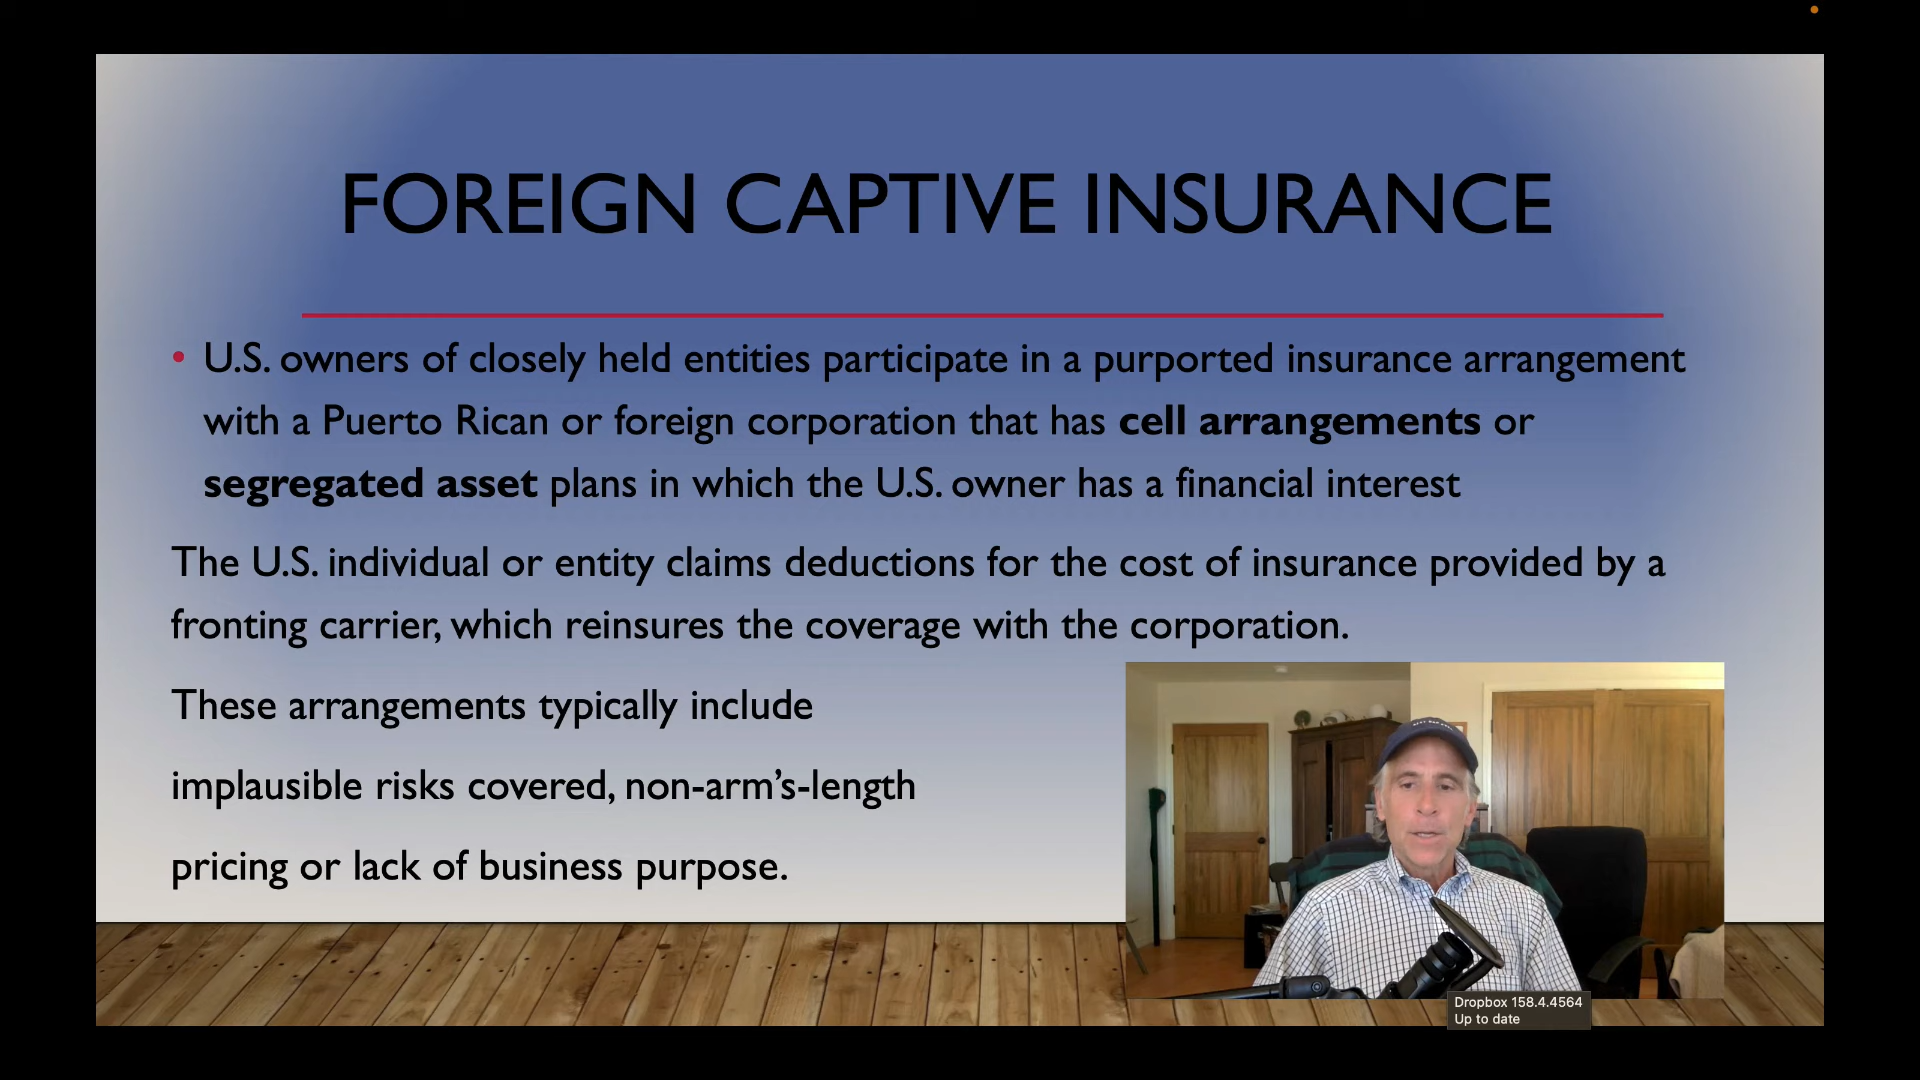 FOREIGN CAPTIVE INSURANCE
• U.S. owners of closely held entities participate in a purported insurance arrangement
with a Puerto Rican or foreign corporation that has cell arrangements or
segregated asset plans in which the U.S. owner has a financial interest
The U.S. individual or entity claims deductions for the cost of insurance provided by a
fronting carrier, which reinsures the coverage with the corporation.
These arrangements typically include
implausible risks covered, non-arm’s-length
pricing or lack of business purpose.
Dropbox 158.4.4564
Up to date